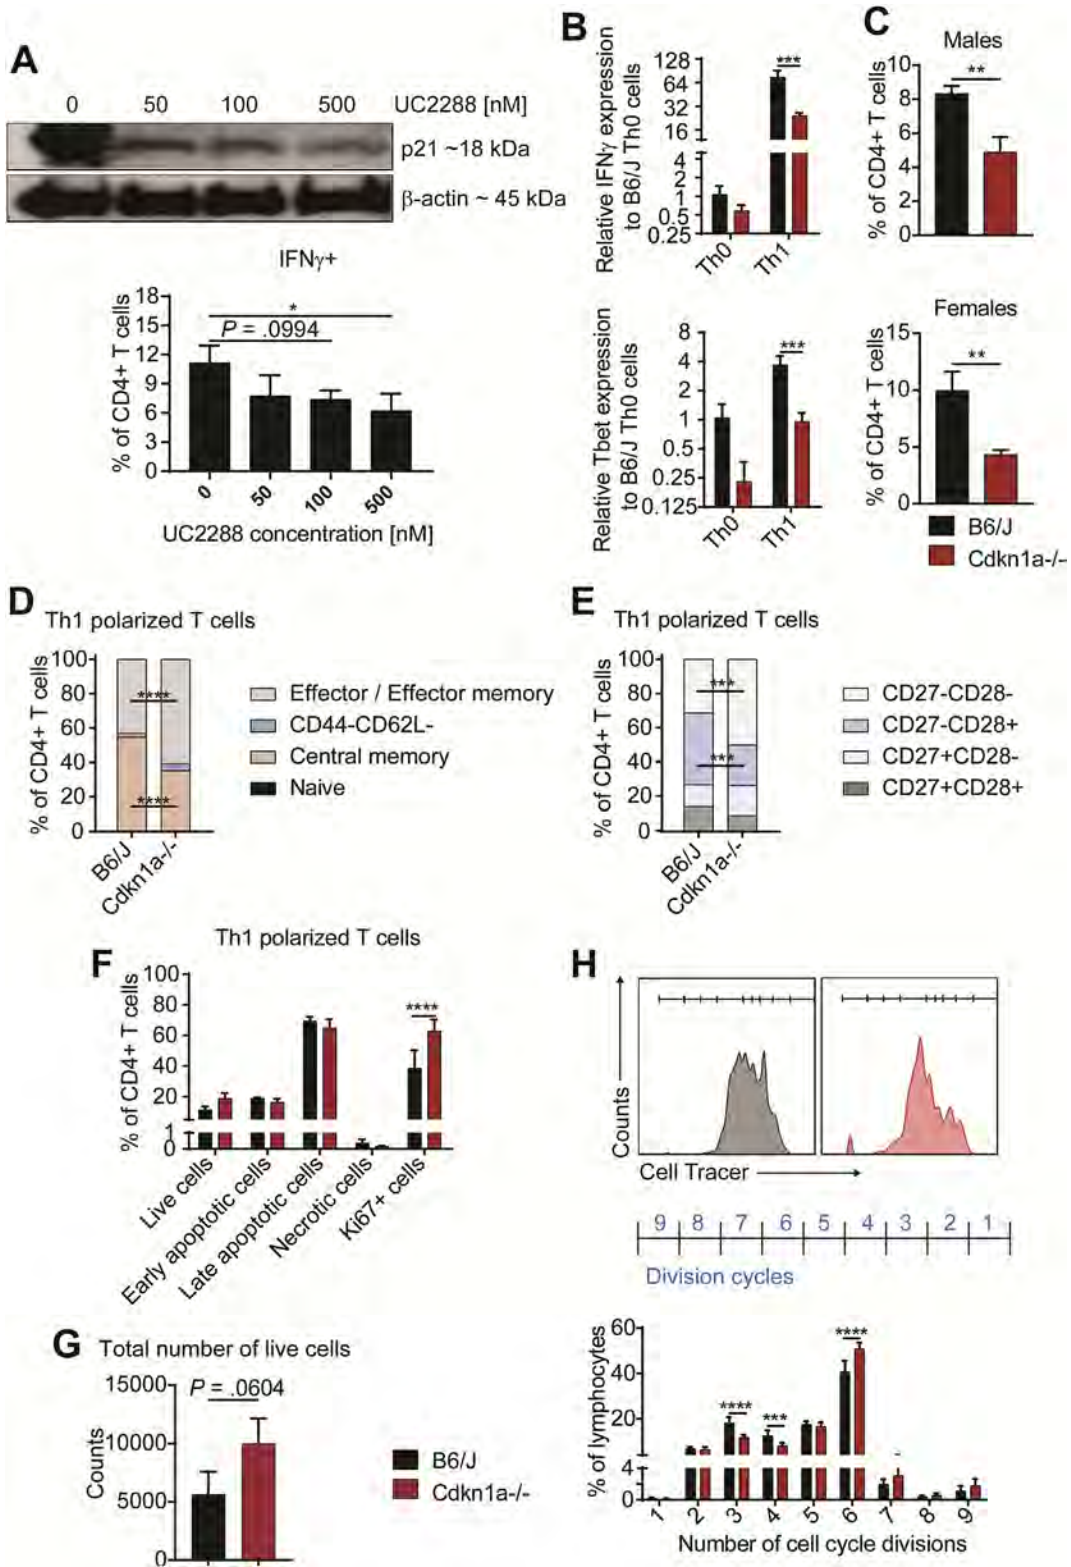 A
0 50 100 500 UC2288 [nM]
p21 ~18 kDa
β-actin ~ 45 kDa
IFNγ+
% of CD4+ T cells
18
15
12
9
6
3
0
*
P = .0994
0 50 100 500
UC2288 concentration [nM]
B
Relative IFNγ expression
to B6/J Th0 cells
128
64
32
16
4
2
1
0.5
0.25
***
Th0 Th1
Relative Tbet expression
to B6/J Th0 cells
8
4
2
1
0.5
0.25
0.125
***
Th0 Th1
C
Males
% of CD4+ T cells
10
8
6
4
2
0
**
Females
% of CD4+ T cells
15
10
5
0
**
B6/J
Cdkn1a-/-
D
Th1 polarized T cells
% of CD4+ T cells
100
80
60
40
20
0
****
****
B6/J Cdkn1a-/-
Effector / Effector memory
CD44-CD62L-
Central memory
Naive
E
Th1 polarized T cells
% of CD4+ T cells
100
80
60
40
20
0
***
***
B6/J Cdkn1a-/-
CD27-CD28-
CD27-CD28+
CD27+CD28-
CD27+CD28+
F
Th1 polarized T cells
% of CD4+ T cells
100
80
60
40
20
1
0
****
Live cells
Early apoptotic cells
Late apoptotic cells
Necrotic cells
Ki67+ cells
G
Total number of live cells
Counts
15000
10000
5000
0
P = .0604
B6/J
Cdkn1a-/-
H
Counts
Cell Tracer
9 8 7 6 5 4 3 2 1
Division cycles
% of lymphocytes
60
40
20
4
0
**** *** ****
1 2 3 4 5 6 7 8 9
Number of cell cycle divisions